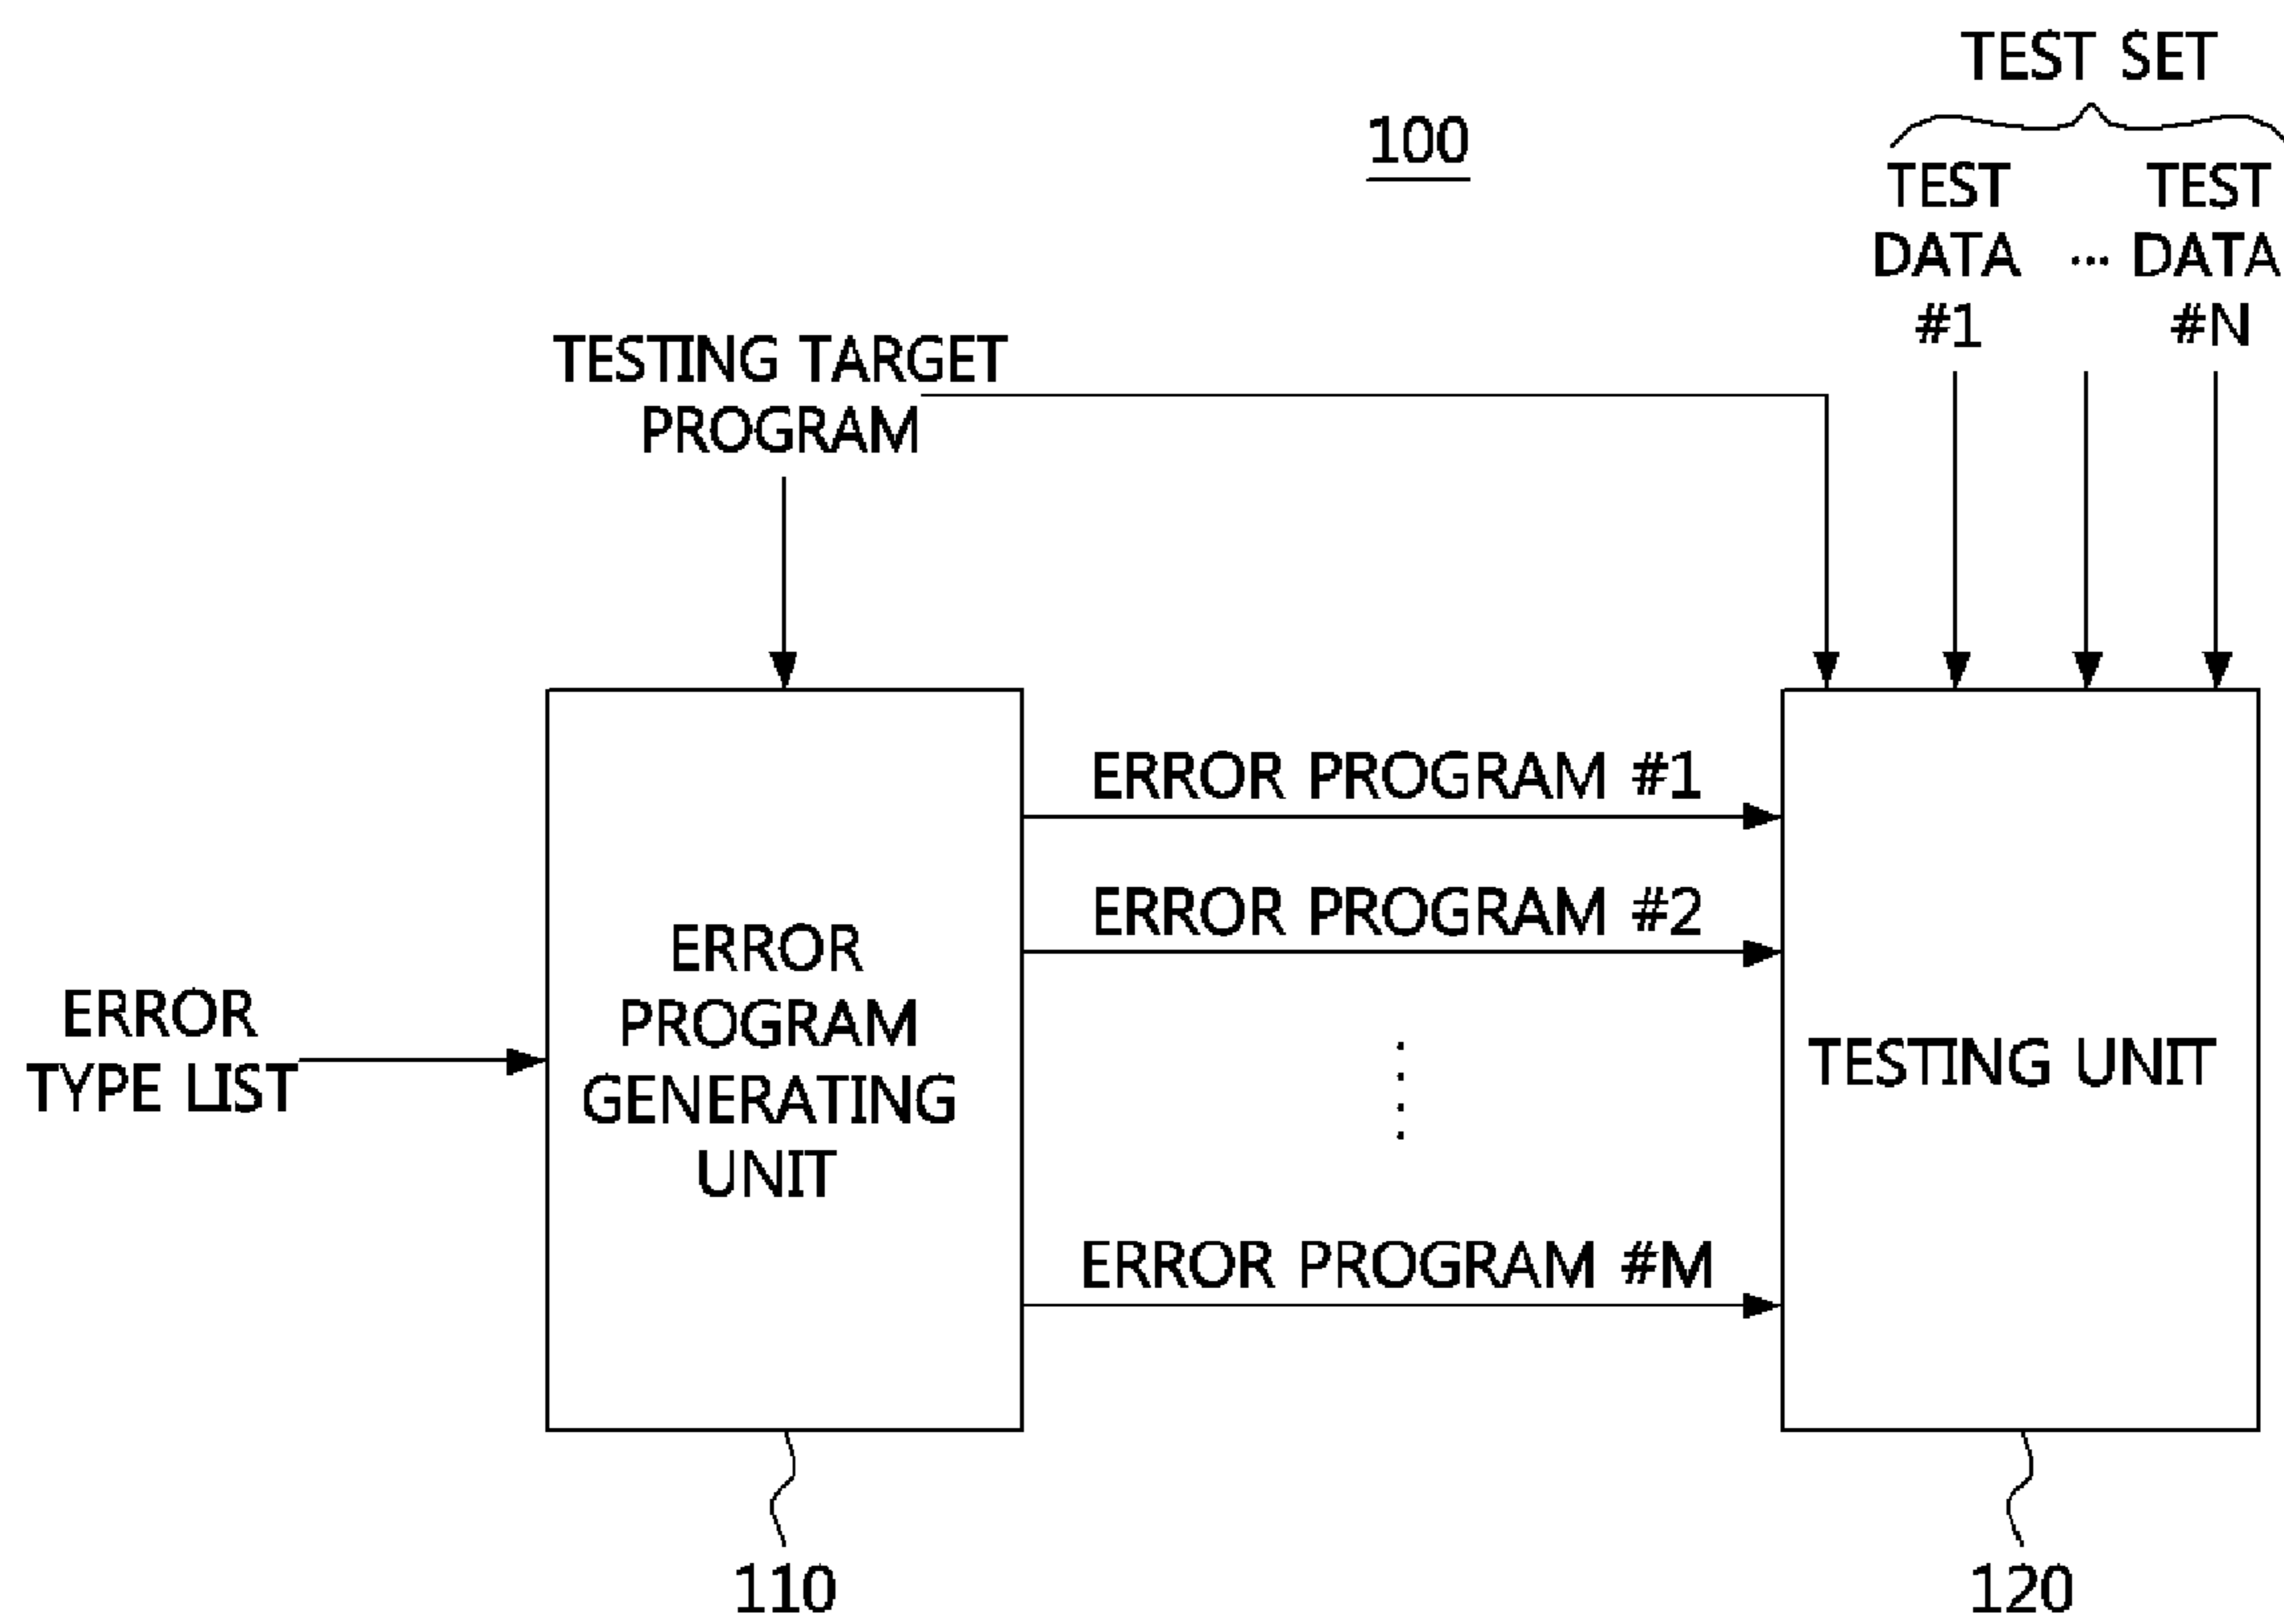 TEST SET
100
TEST TEST
DATA ... DATA
#1 #N
TESTING TARGET
PROGRAM
ERROR PROGRAM #1
ERROR PROGRAM #2
ERROR PROGRAM #M
ERROR
TYPE LIST
ERROR
PROGRAM
GENERATING
UNIT
TESTING UNIT
110
120